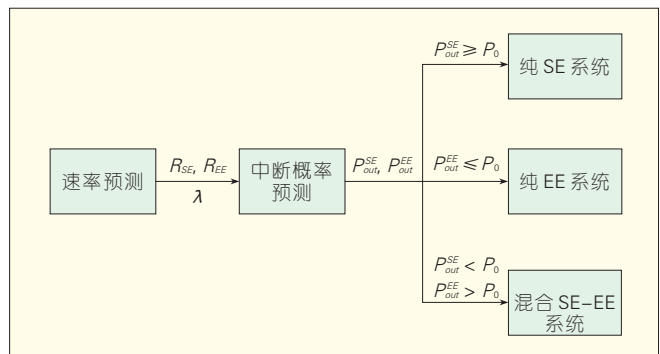 P_out^SE ≥ P_0
纯 SE 系统
速率预测
R_SE, R_EE
λ
中断概率
预测
P_out^SE, P_out^EE
P_out^EE ≤ P_0
纯 EE 系统
P_out^SE < P_0
P_out^EE > P_0
混合 SE-EE
系统